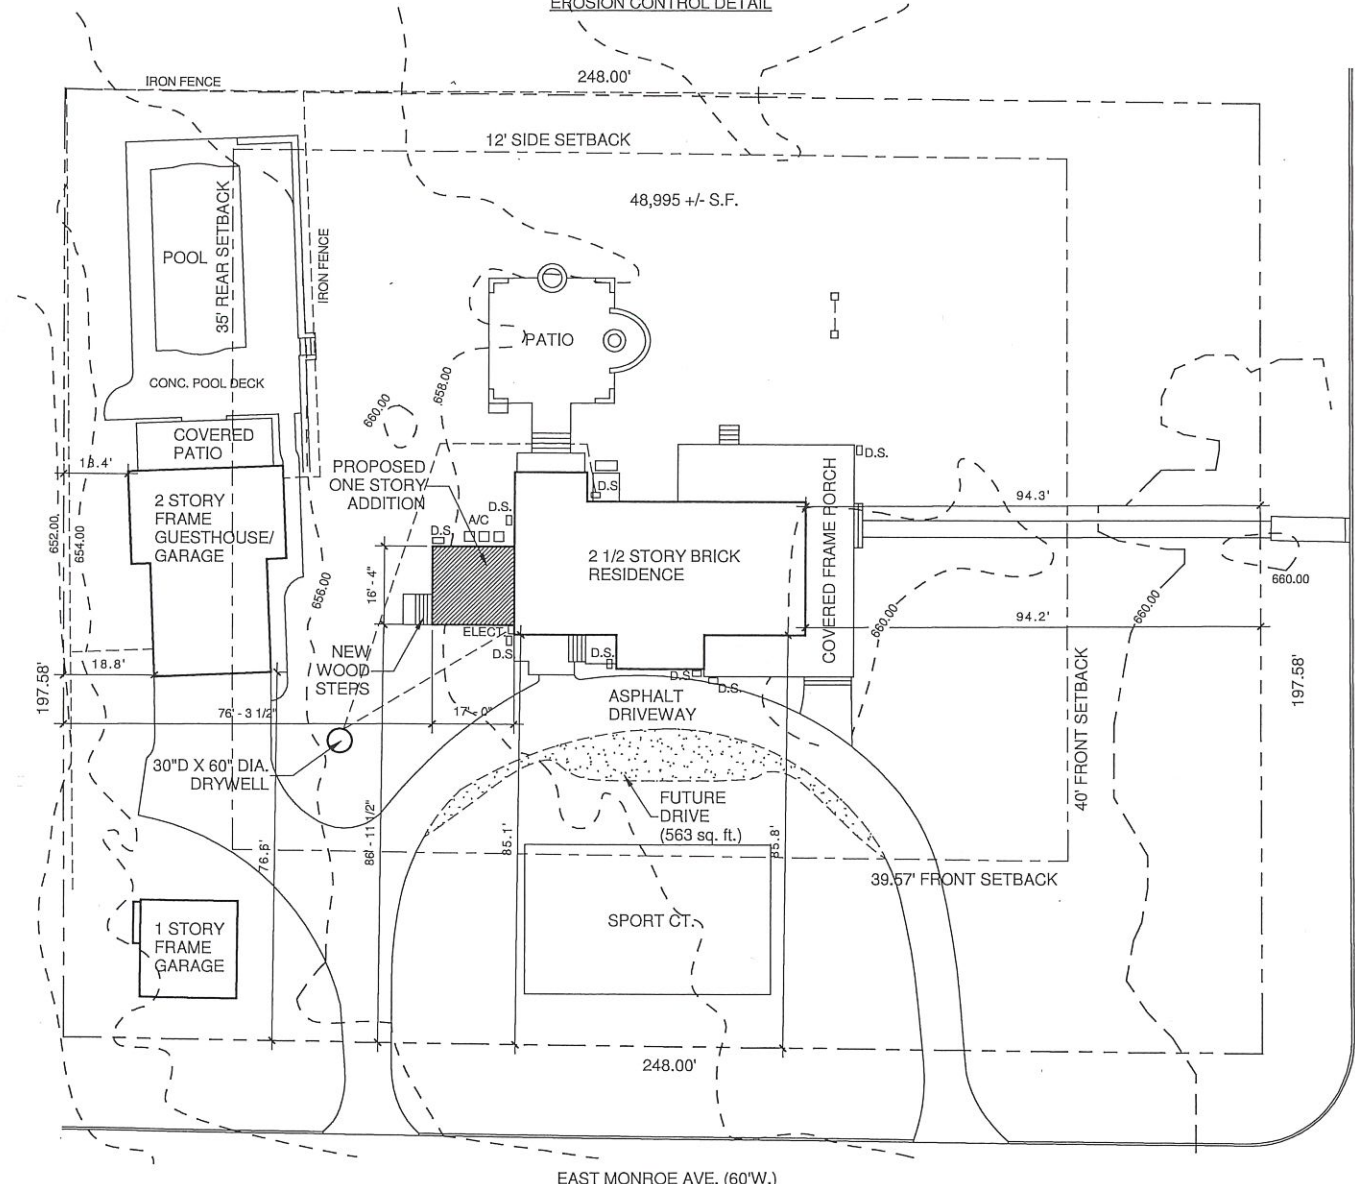 EROSION CONTROL DETAIL
IRON FENCE
248.00'
12' SIDE SETBACK
48,995 +/- S.F.
POOL
35' REAR SETBACK
IRON FENCE
PATIO
CONC. POOL DECK
658.00
660.00
COVERED
PATIO
13.4'
PROPOSED
ONE STORY
ADDITION
D.S.
D.S.
D.S.
A/C
D.S.
94.3'
2 STORY
FRAME
GUESTHOUSE/
GARAGE
652.00
654.00
656.00
16' - 4"
2 1/2 STORY BRICK
RESIDENCE
COVERED FRAME PORCH
660.00
660.00
660.00
94.2'
ELECT.
D.S.
D.S.
D.S.
D.S.
NEW
WOOD
STEPS
18.8'
197.58'
76' - 3 1/2"
17' - 0"
ASPHALT
DRIVEWAY
40' FRONT SETBACK
197.58'
30"D X 60" DIA.
DRYWELL
FUTURE
DRIVE
(563 sq. ft.)
76.6'
86' - 11 1/2"
85.1'
85.8'
39.57' FRONT SETBACK
SPORT CT.
1 STORY
FRAME
GARAGE
248.00'
EAST MONROE AVE. (60'W.)